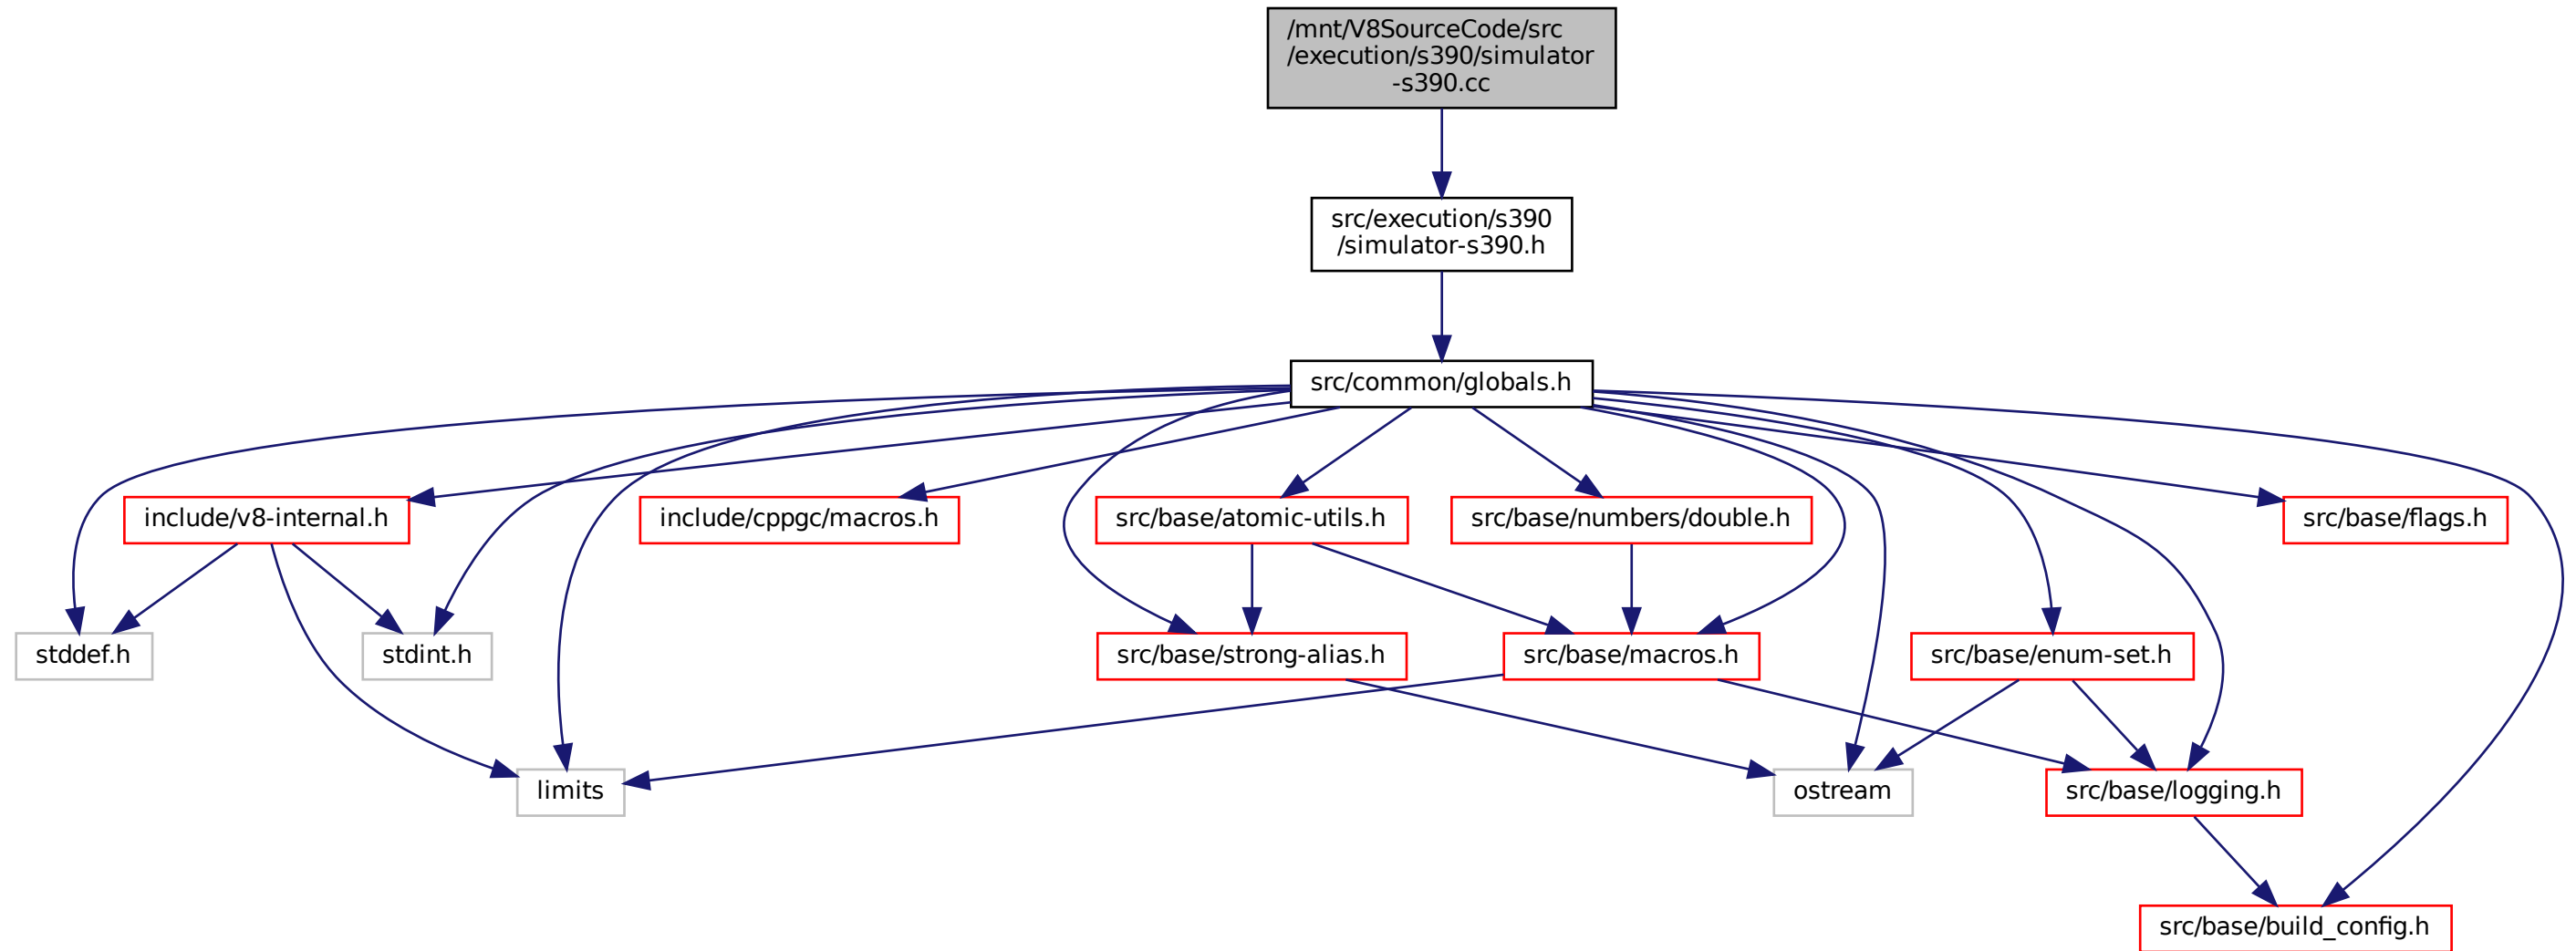 /mnt/V8SourceCode/src
/execution/s390/simulator
-s390.cc
src/execution/s390
/simulator-s390.h
src/common/globals.h
include/v8-internal.h
include/cppgc/macros.h
src/base/atomic-utils.h
src/base/numbers/double.h
src/base/flags.h
stddef.h
stdint.h
src/base/strong-alias.h
src/base/macros.h
src/base/enum-set.h
limits
ostream
src/base/logging.h
src/base/build_config.h